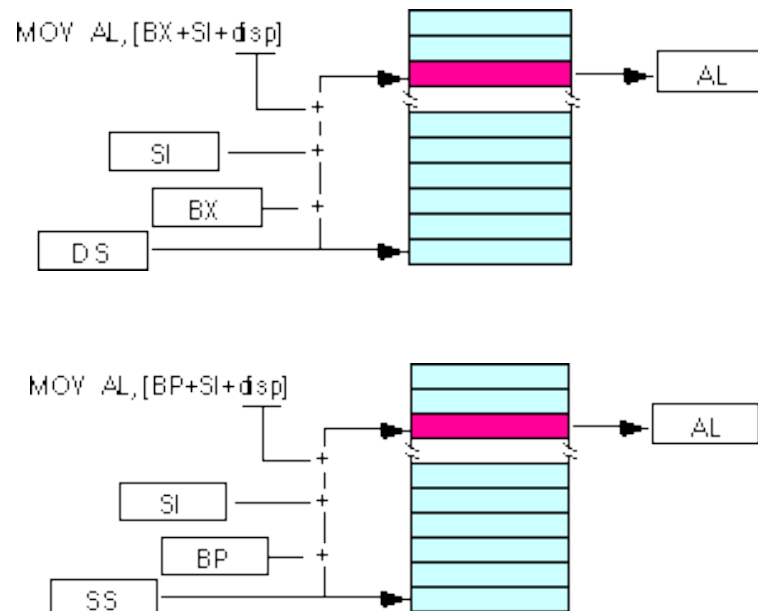 MOV AL, [BX+SI+disp]
AL
SI
BX
DS
MOV AL, [BP+SI+disp]
AL
SI
BP
SS